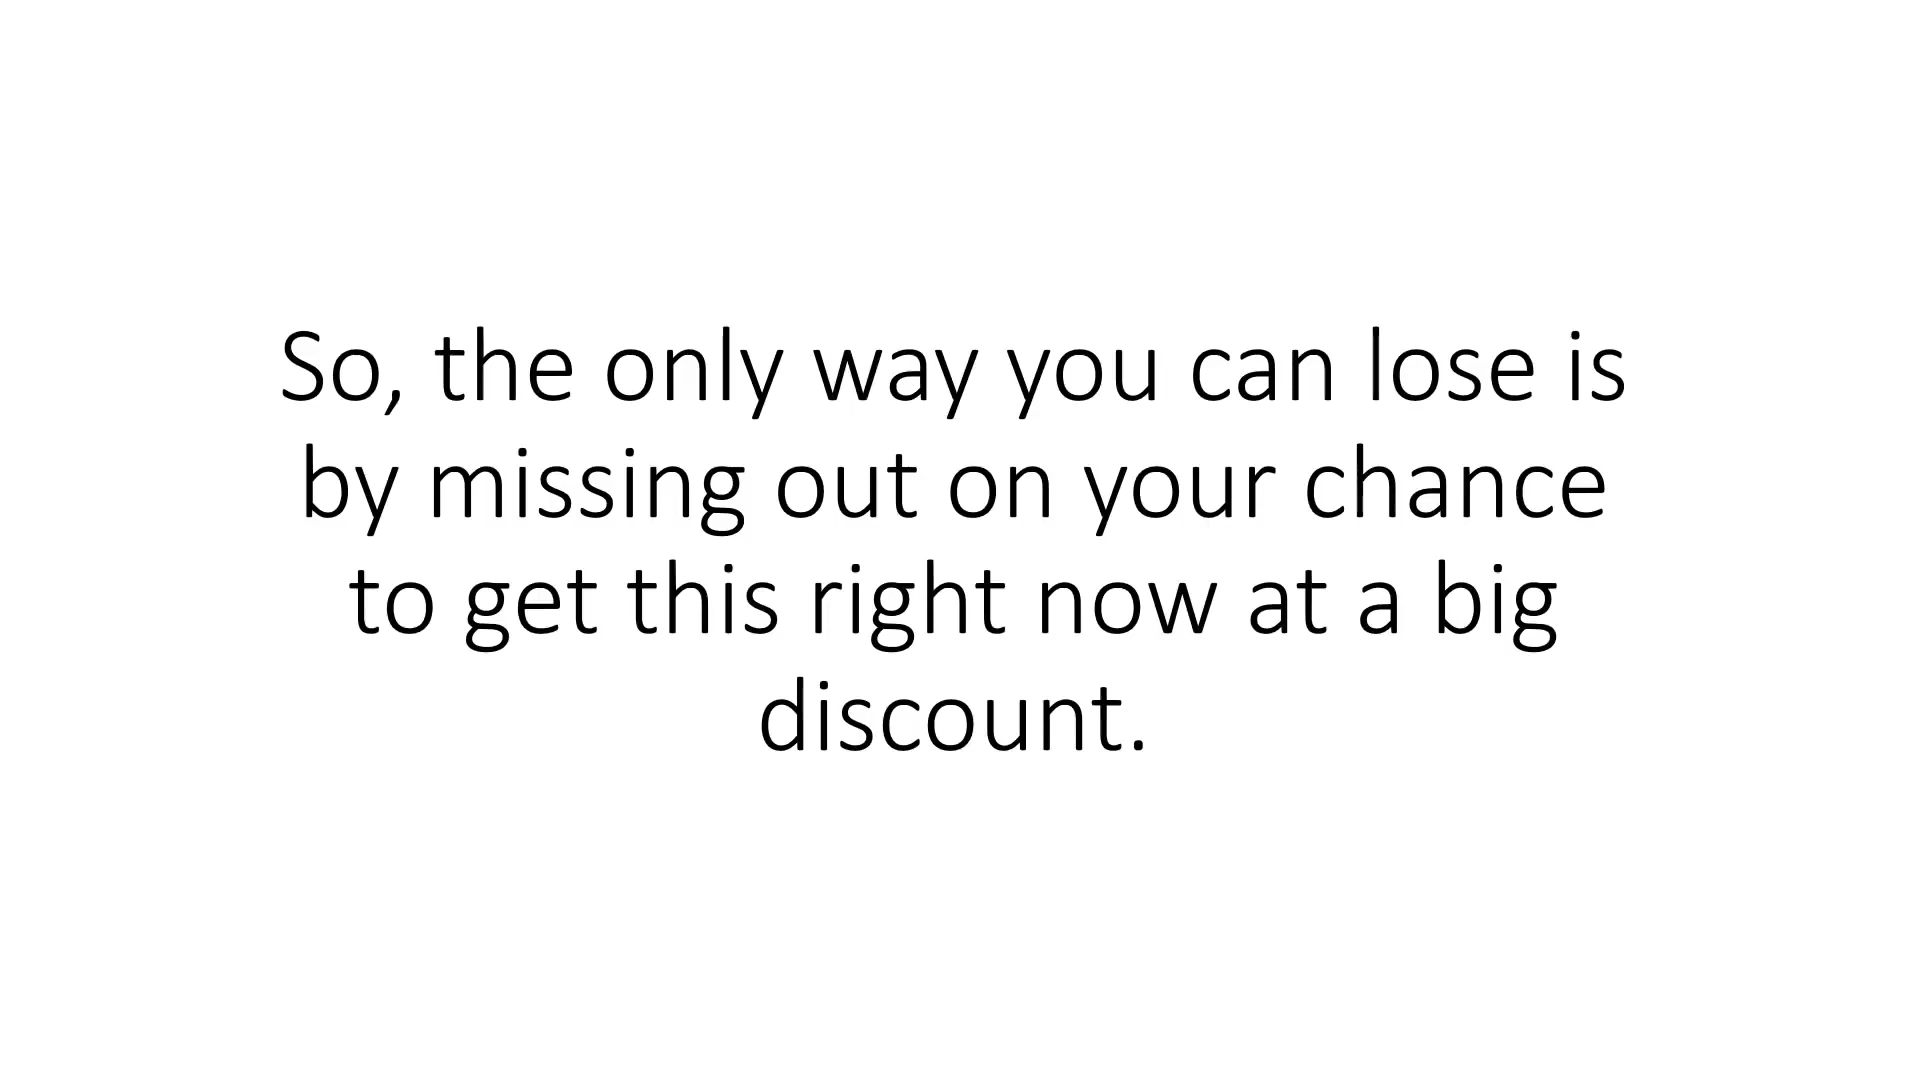 So, the only way you can lose is
by missing out on your chance
to get this right now at a big
discount.